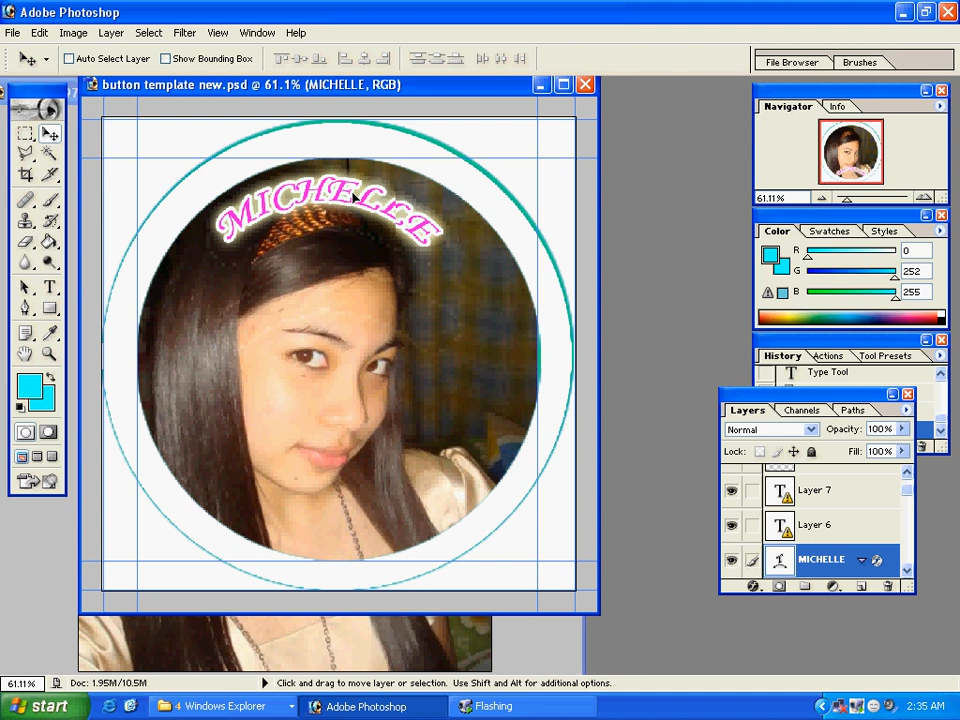 Adobe Photoshop
File Edit Image Layer Select Filter View Window Help
Auto Select Layer Show Bounding Box File Browser Brushes
button template new.psd @ 61.1% (MICHELLE, RGB)
MICHELLE
Navigator Info
61.11%
Color Swatches Styles
R 0
G 252
B 255
History Actions Tool Presets
Type Tool
Layers Channels Paths
Normal Opacity: 100%
Lock: Fill: 100%
Layer 7
Layer 6
MICHELLE
61.11% Doc: 1.95M/10.5M Click and drag to move layer or selection. Use Shift and Alt for additional options.
start 4 Windows Explorer Adobe Photoshop Flashing 2:35 AM